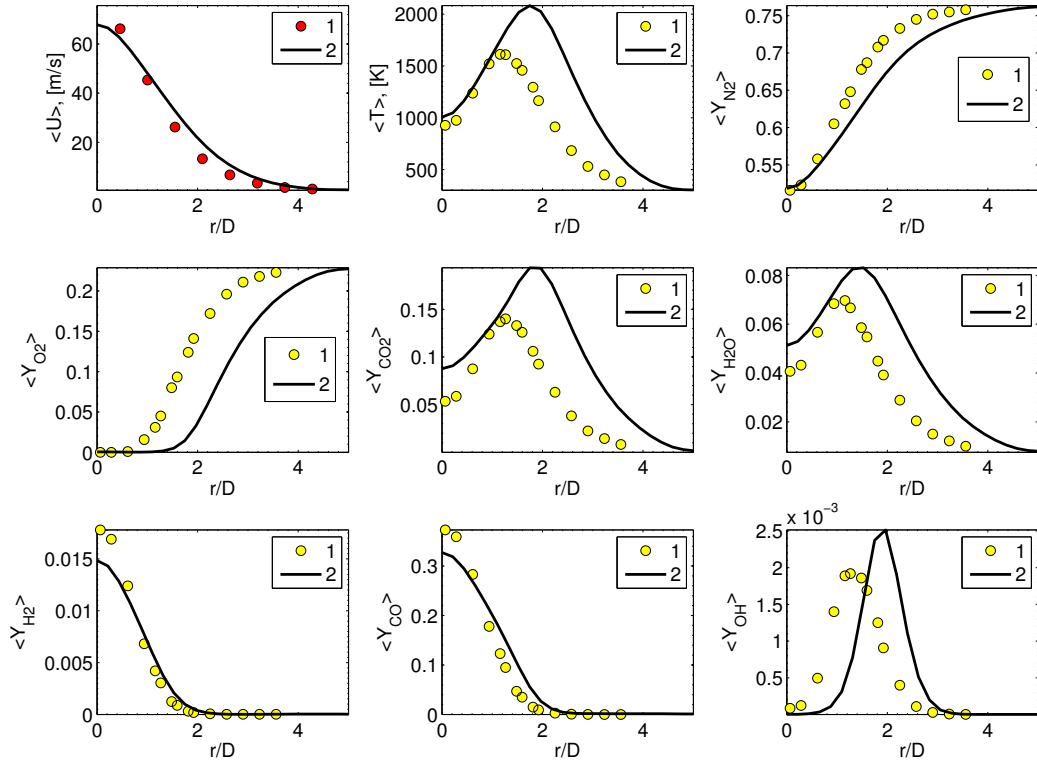 <U>, [m/s]
60
40
20
0 2 4
r/D
1
2
<T>, [K]
2000
1500
1000
500
0 2 4
r/D
1
2
<Y_N2>
0.75
0.7
0.65
0.6
0.55
0 2 4
r/D
1
2
<Y_O2>
0.2
0.15
0.1
0.05
0
0 2 4
r/D
1
2
<Y_CO2>
0.15
0.1
0.05
0 2 4
r/D
1
2
<Y_H2O>
0.08
0.06
0.04
0.02
0 2 4
r/D
1
2
<Y_H2>
0.015
0.01
0.005
0
0 2 4
r/D
1
2
<Y_CO>
0.3
0.2
0.1
0
0 2 4
r/D
1
2
x 10⁻³
<Y_OH>
2.5
2
1.5
1
5
0 2 4
r/D
1
2